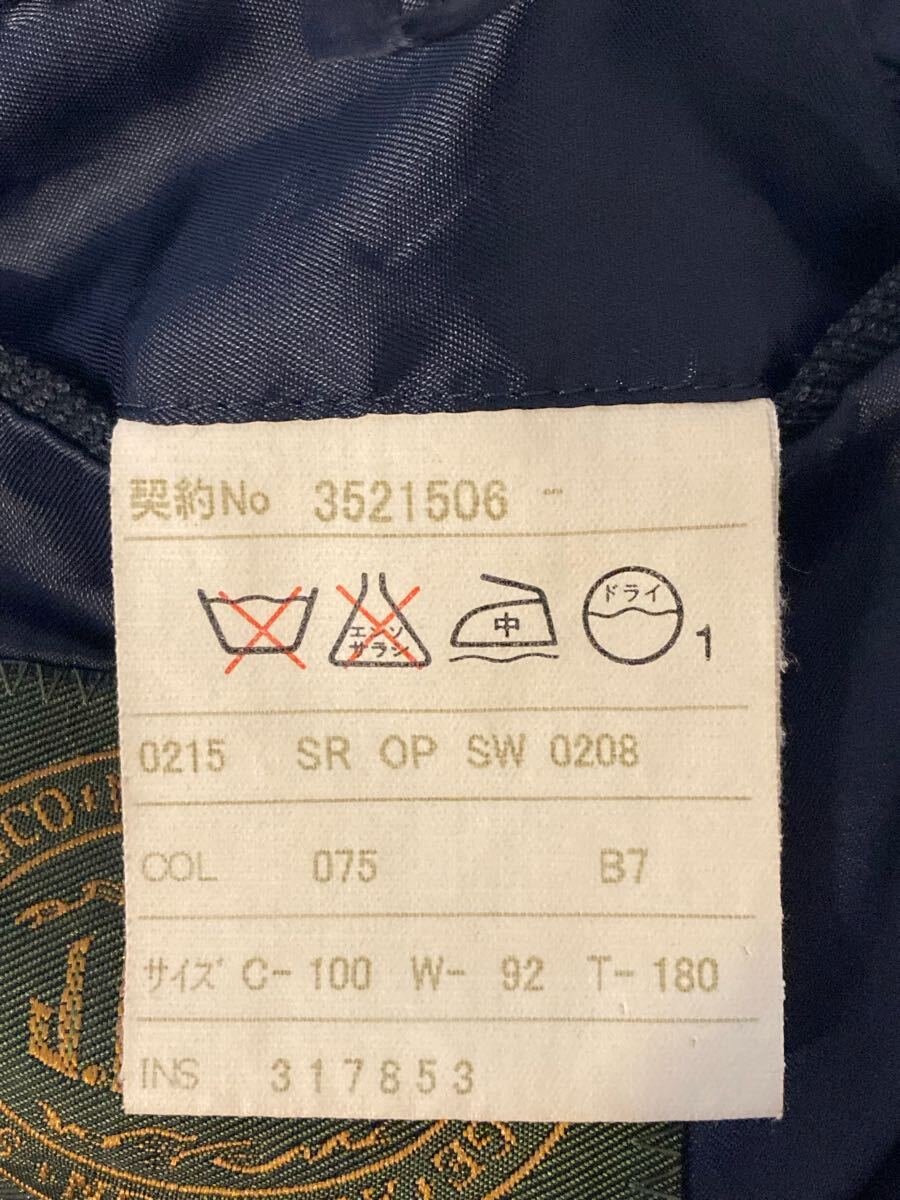 契約No 3521506 -
エンソ
サラシ
中
ドライ
1
0215 SR OP SW 0208
COL 075 B7
サイズ C- 100 W- 92 T- 180
INS 317853